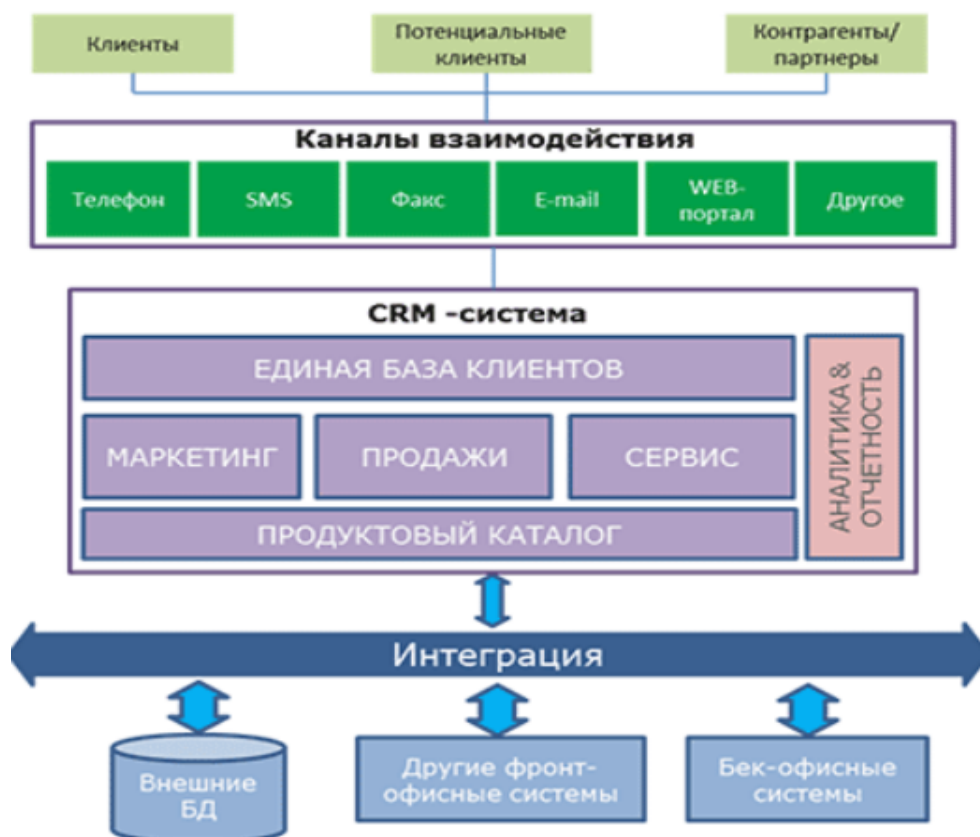 Клиенты
Потенциальные
клиенты
Контрагенты/
партнеры
Каналы взаимодействия
Телефон
SMS
Факс
E-mail
WEB-
портал
Другое
CRM -система
ЕДИНАЯ БАЗА КЛИЕНТОВ
МАРКЕТИНГ
ПРОДАЖИ
СЕРВИС
ПРОДУКТОВЫЙ КАТАЛОГ
АНАЛИТИКА &
ОТЧЕТНОСТЬ
Интеграция
Внешние
БД
Другие фронт-
офисные системы
Бек-офисные
системы